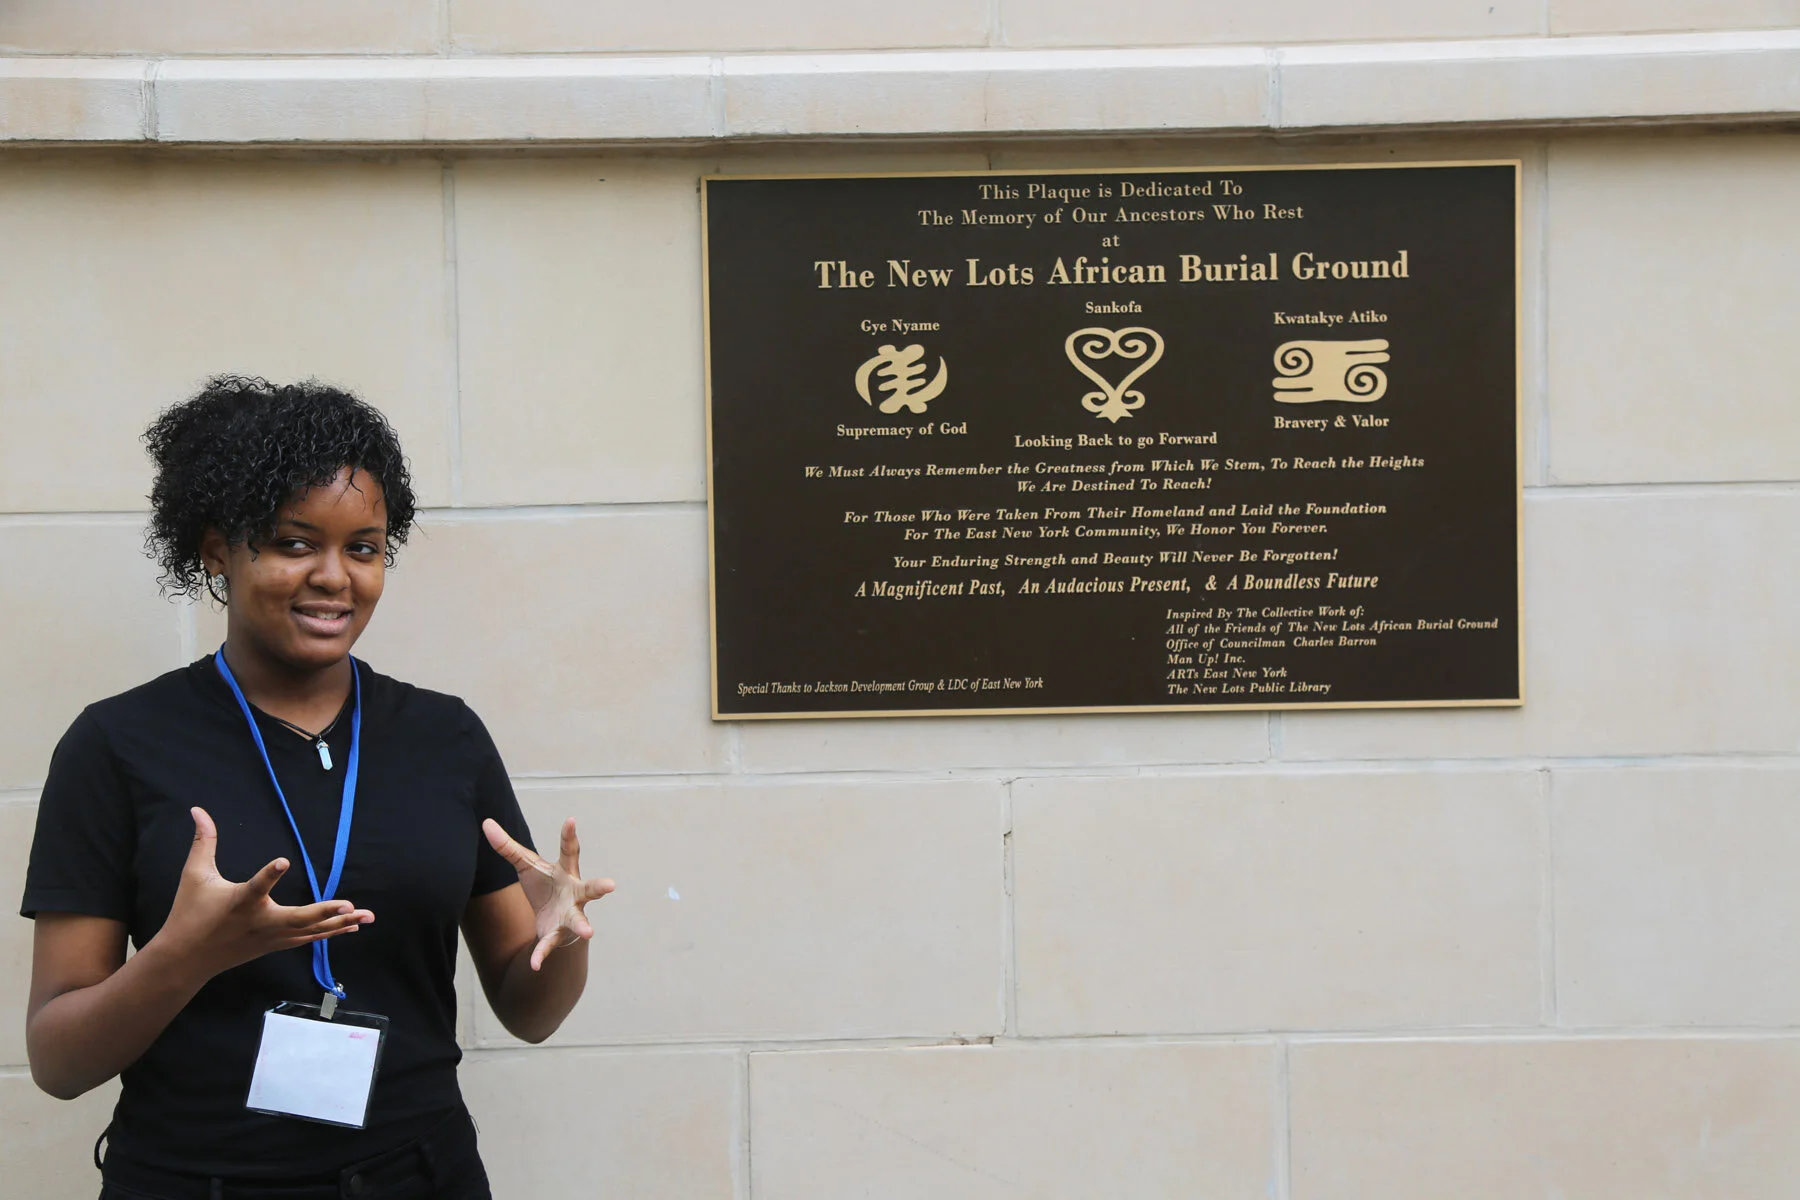 This Plaque is Dedicated To
The Memory of Our Ancestors Who Rest
at
The New Lots African Burial Ground
Gye Nyame
Supremacy of God
Sankofa
Looking Back to go Forward
Kwatakye Atiko
Bravery & Valor
We Must Always Remember the Greatness from Which We Stem, To Reach the Heights
We Are Destined To Reach!
For Those Who Were Taken From Their Homeland and Laid the Foundation
For The East New York Community, We Honor You Forever.
Your Enduring Strength and Beauty Will Never Be Forgotten!
A Magnificent Past, An Audacious Present, & A Boundless Future
Inspired By The Collective Work of:
All of the Friends of The New Lots African Burial Ground
Office of Councilman Charles Barron
Man Up! Inc.
ARTs East New York
The New Lots Public Library
Special Thanks to Jackson Development Group & LDC of East New York